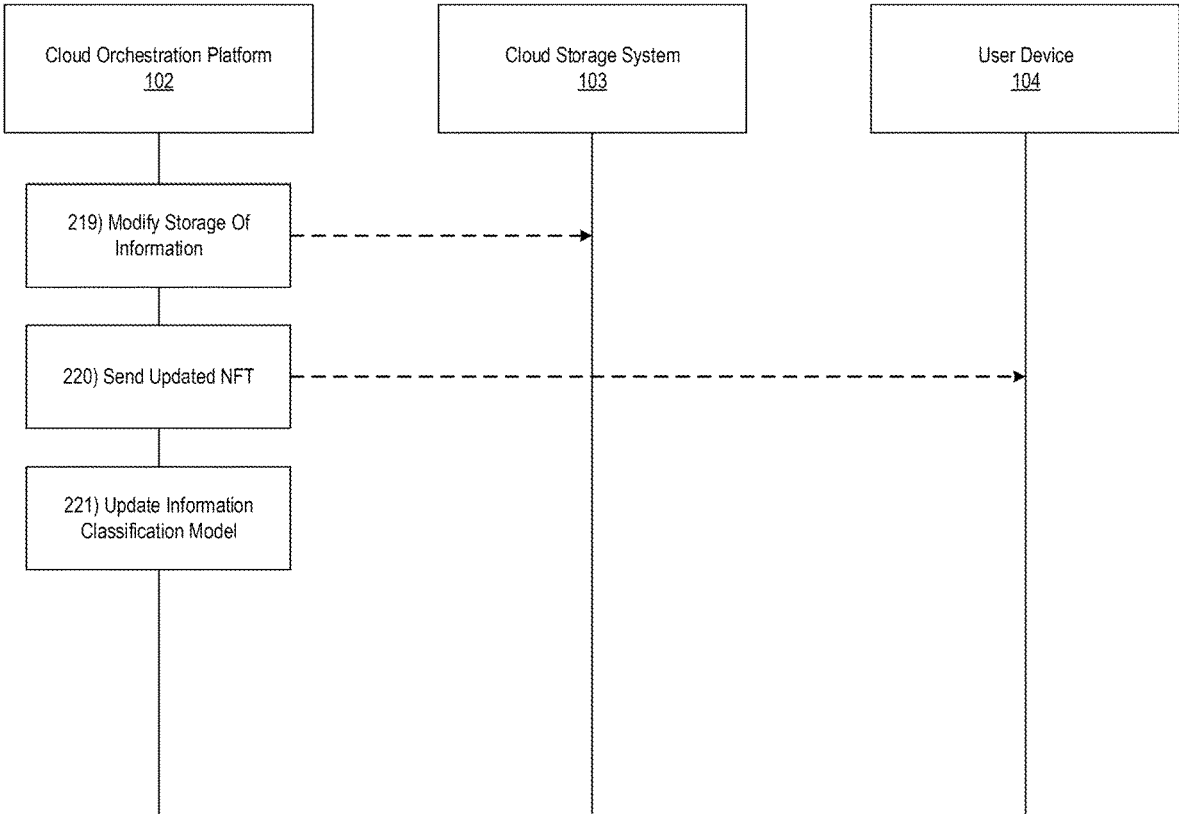 Cloud Orchestration Platform
102
Cloud Storage System
103
User Device
104
219) Modify Storage Of
Information
220) Send Updated NFT
221) Update Information
Classification Model